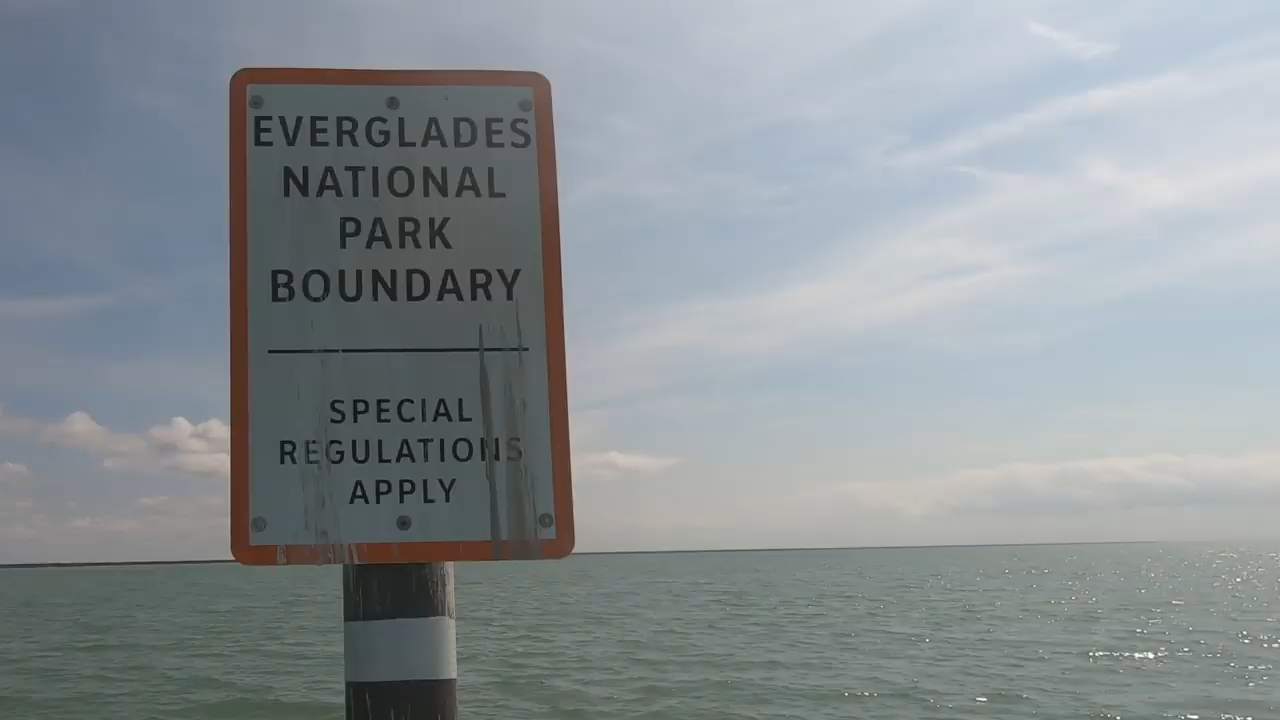 EVERGLADES
NATIONAL
PARK
BOUNDARY
SPECIAL
REGULATIONS
APPLY